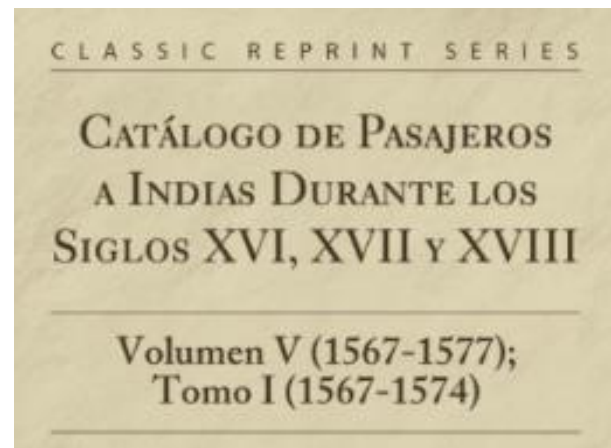 CLASSIC REPRINT SERIES
Catálogo de Pasajeros
a Indias Durante los
Siglos XVI, XVII y XVIII
Volumen V (1567-1577);
Tomo I (1567-1574)